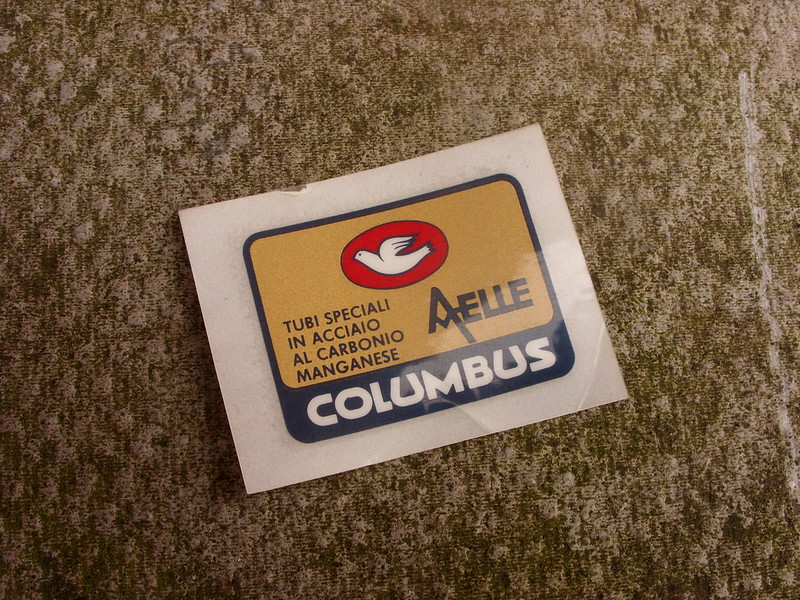 TUBI SPECIALI
IN ACCIAIO
AL CARBONIO
MANGANESE
AELLE
COLUMBUS